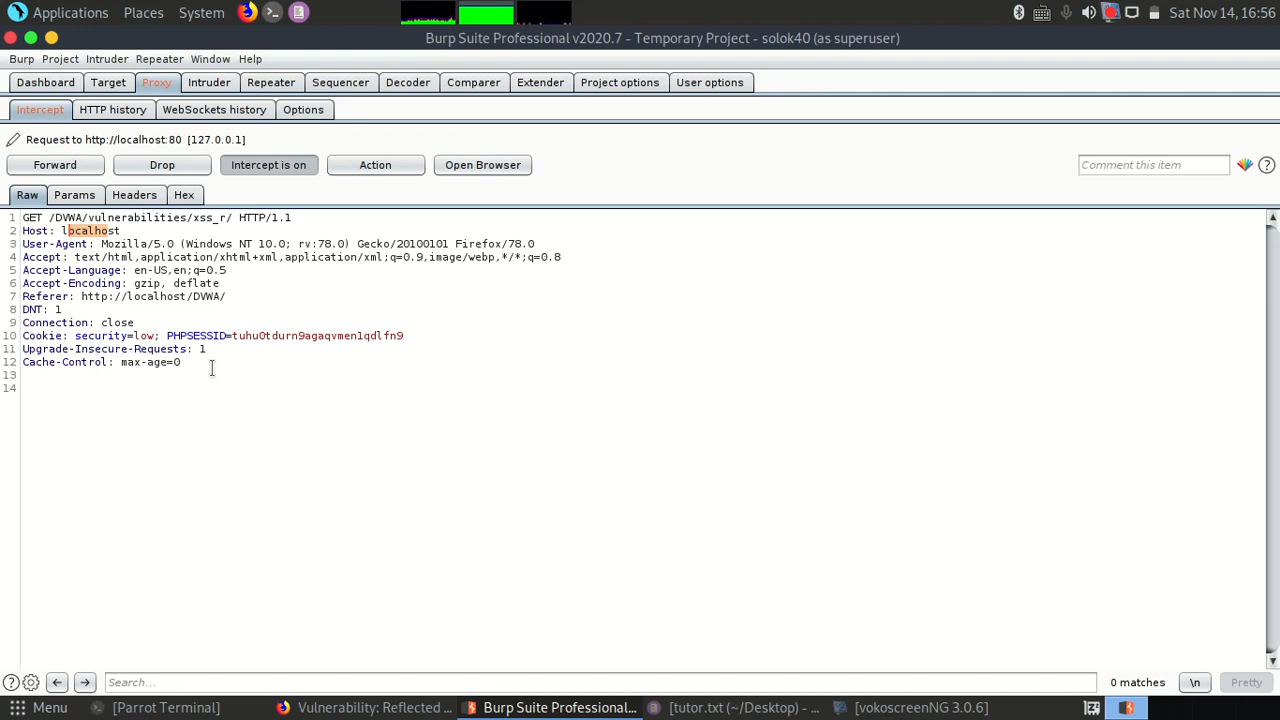 Applications Places System Sat Nov 14, 16:56
Burp Suite Professional v2020.7 - Temporary Project - solok40 (as superuser)
Burp Project Intruder Repeater Window Help
Dashboard Target Proxy Intruder Repeater Sequencer Decoder Comparer Extender Project options User options
Intercept HTTP history WebSockets history Options
Request to http://localhost:80 [127.0.0.1]
Forward Drop Intercept is on Action Open Browser Comment this item ?
Raw Params Headers Hex
1 GET /DVWA/vulnerabilities/xss_r/ HTTP/1.1
2 Host: localhost
3 User-Agent: Mozilla/5.0 (Windows NT 10.0; rv:78.0) Gecko/20100101 Firefox/78.0
4 Accept: text/html,application/xhtml+xml,application/xml;q=0.9,image/webp,*/*;q=0.8
5 Accept-Language: en-US,en;q=0.5
6 Accept-Encoding: gzip, deflate
7 Referer: http://localhost/DVWA/
8 DNT: 1
9 Connection: close
10 Cookie: security=low; PHPSESSID=tuhu0tdurn9agaqvmen1qdlfn9
11 Upgrade-Insecure-Requests: 1
12 Cache-Control: max-age=0
13
14
? Search... 0 matches \n Pretty
Menu [Parrot Terminal] Vulnerability: Reflected ... Burp Suite Professional... [tutor.txt (~/Desktop) - ... [vokoscreenNG 3.0.6]